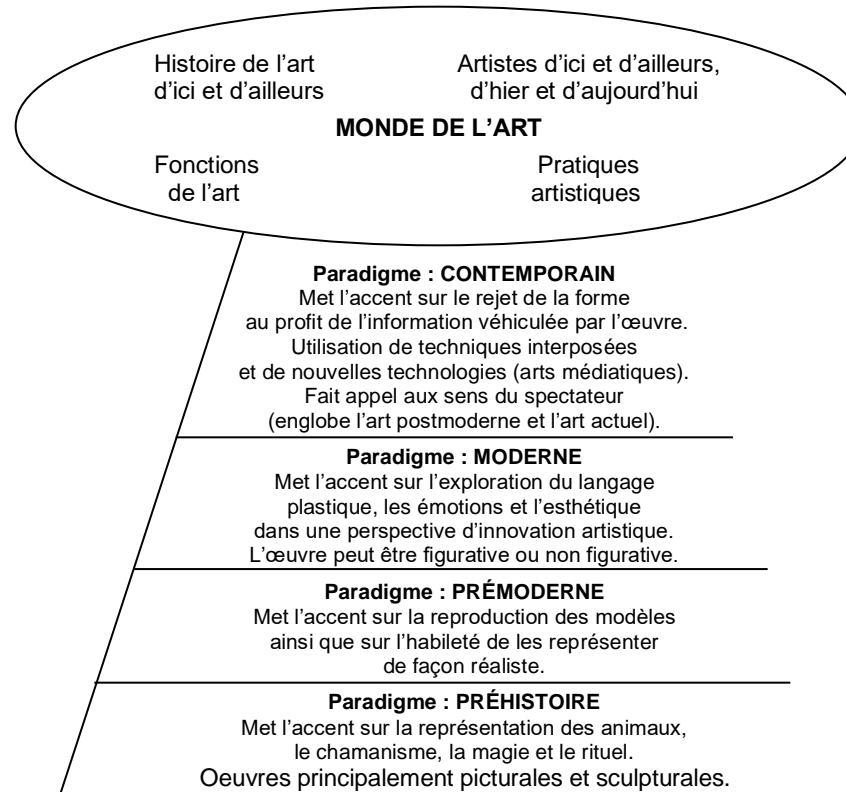 Histoire de l’art
d’ici et d’ailleurs
Artistes d’ici et d’ailleurs,
d’hier et d’aujourd’hui
MONDE DE L’ART
Fonctions
de l’art
Pratiques
artistiques
Paradigme : CONTEMPORAIN
Met l’accent sur le rejet de la forme
au profit de l’information véhiculée par l’œuvre.
Utilisation de techniques interposées
et de nouvelles technologies (arts médiatiques).
Fait appel aux sens du spectateur
(englobe l’art postmoderne et l’art actuel).
Paradigme : MODERNE
Met l’accent sur l’exploration du langage
plastique, les émotions et l’esthétique
dans une perspective d’innovation artistique.
L’œuvre peut être figurative ou non figurative.
Paradigme : PRÉMODERNE
Met l’accent sur la reproduction des modèles
ainsi que sur l’habileté de les représenter
de façon réaliste.
Paradigme : PRÉHISTOIRE
Met l’accent sur la représentation des animaux,
le chamanisme, la magie et le rituel.
Oeuvres principalement picturales et sculpturales.